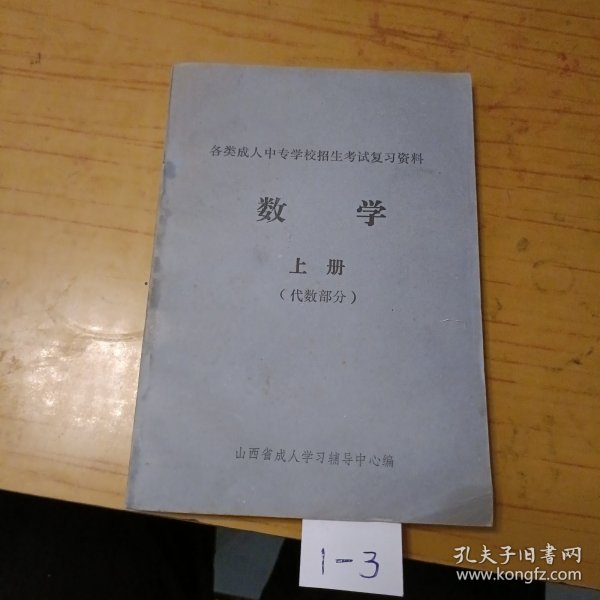 各类成人中专学校招生考试复习资料
数 学
上 册
（代数部分）
山西省成人学习辅导中心编
1-3
孔夫子旧書网
www.kongfz.com